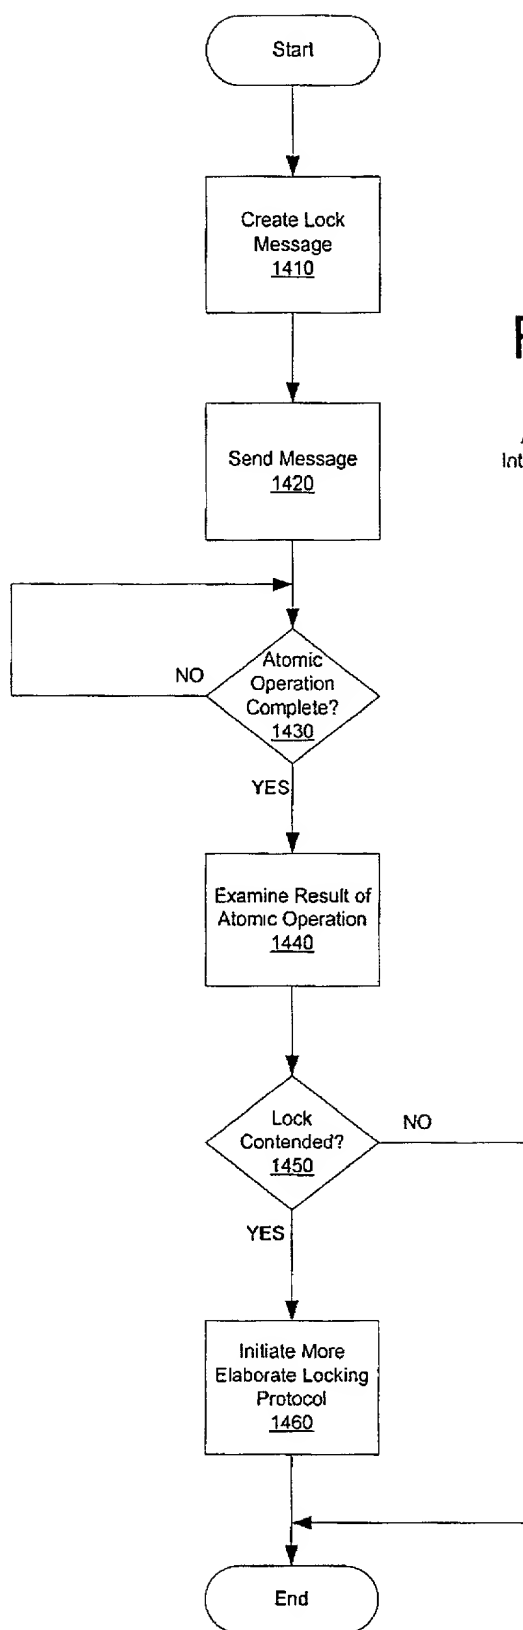 Start
Create Lock
Message
1410
Send Message
1420
Atomic
Operation
Complete?
1430
NO
YES
Examine Result of
Atomic Operation
1440
Lock
Contended?
1450
NO
YES
Initiate More
Elaborate Locking
Protocol
1460
End